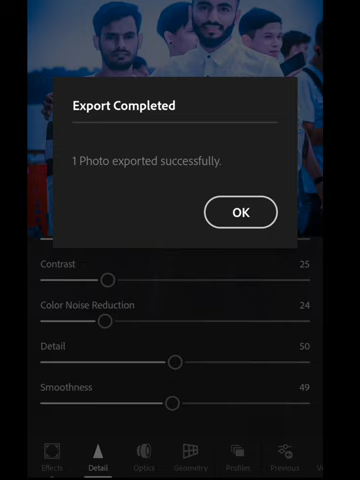 Export Completed
1 Photo exported successfully.
OK
Contrast 25
Color Noise Reduction 24
Detail 50
Smoothness 49
Effects Detail Optics Geometry Profiles Previous